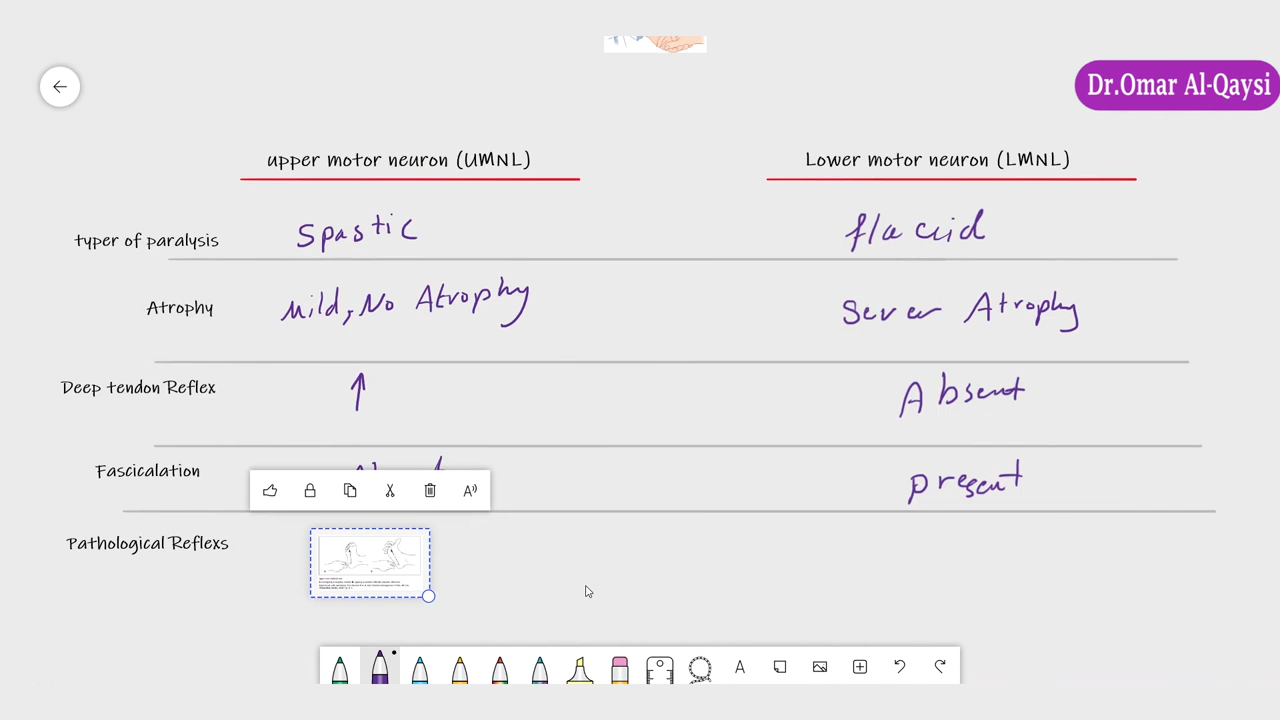 Dr.Omar Al-Qaysi
upper motor neuron (UMNL) Lower motor neuron (LMNL)
typer of paralysis Spastic flacid
Atrophy Mild, No Atrophy Sever Atrophy
Deep tendon Reflex ↑ Absent
Fascicalation present
A
Pathological Reflexs
A